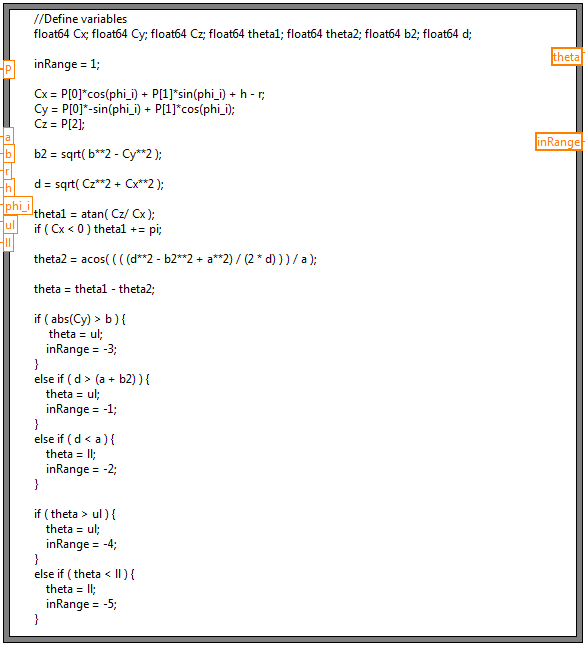 //Define variables
float64 Cx; float64 Cy; float64 Cz; float64 theta1; float64 theta2; float64 b2; float64 d;
theta
inRange = 1;
P
Cx = P[0]*cos(phi_i) + P[1]*sin(phi_i) + h - r;
Cy = P[0]*-sin(phi_i) + P[1]*cos(phi_i);
Cz = P[2];
a
inRange
b
b2 = sqrt( b**2 - Cy**2 );
r
h
d = sqrt( Cz**2 + Cx**2 );
phi_i
theta1 = atan( Cz/ Cx );
ul
if ( Cx < 0 ) theta1 += pi;
ll
theta2 = acos( ( ( (d**2 - b2**2 + a**2) / (2 * d) ) ) / a );
theta = theta1 - theta2;
if ( abs(Cy) > b ) {
theta = ul;
inRange = -3;
}
else if ( d > (a + b2) ) {
theta = ul;
inRange = -1;
}
else if ( d < a ) {
theta = ll;
inRange = -2;
}
if ( theta > ul ) {
theta = ul;
inRange = -4;
}
else if ( theta < ll ) {
theta = ll;
inRange = -5;
}